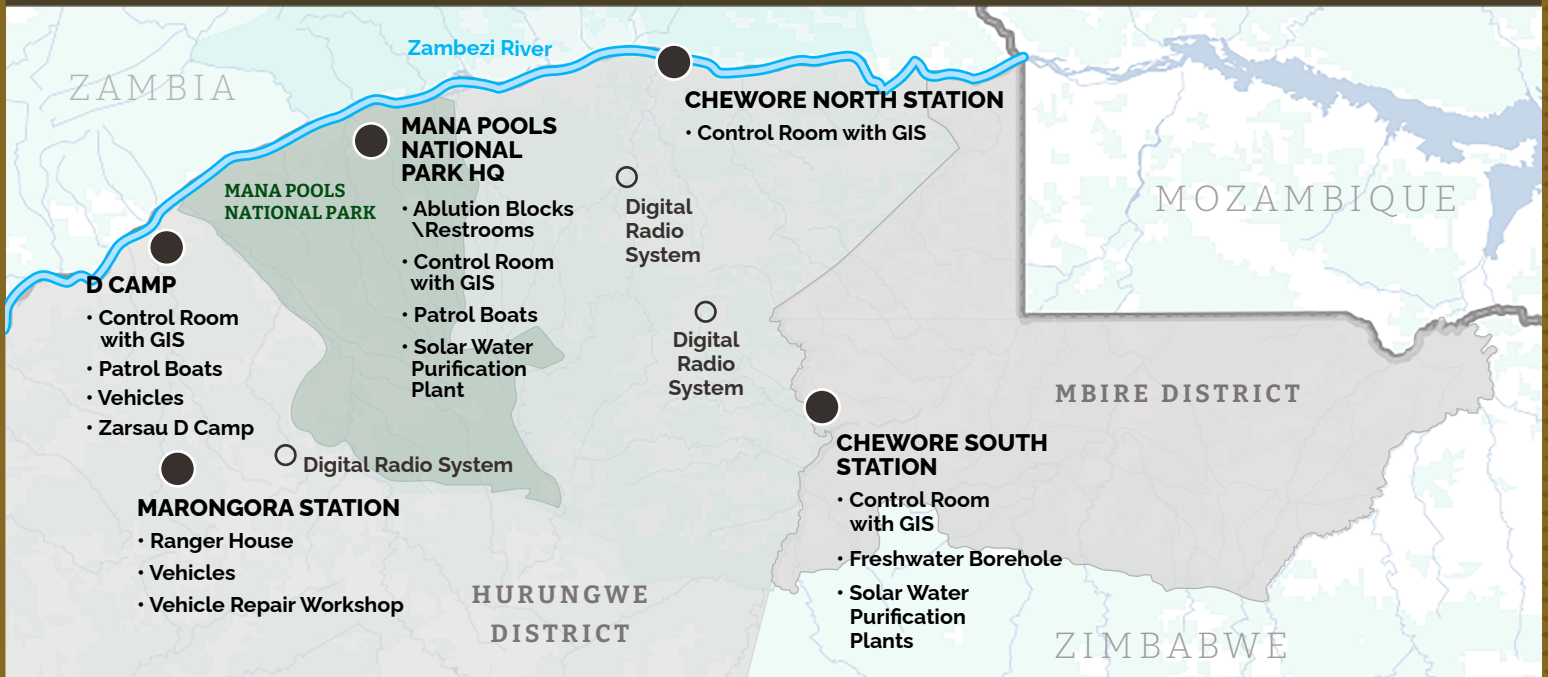 Zambezi River
ZAMBIA
CHEWORE NORTH STATION
• Control Room with GIS
MANA POOLS
NATIONAL
PARK HQ
• Ablution Blocks
\Restrooms
• Control Room
with GIS
• Patrol Boats
• Solar Water
Purification
Plant
MANA POOLS
NATIONAL PARK
Digital
Radio
System
MOZAMBIQUE
D CAMP
• Control Room
with GIS
• Patrol Boats
• Vehicles
• Zarsau D Camp
Digital
Radio
System
MBIRE DISTRICT
Digital Radio System
CHEWORE SOUTH
STATION
• Control Room
with GIS
• Freshwater Borehole
• Solar Water
Purification
Plants
MARONGORA STATION
• Ranger House
• Vehicles
• Vehicle Repair Workshop
HURUNGWE
DISTRICT
ZIMBABWE